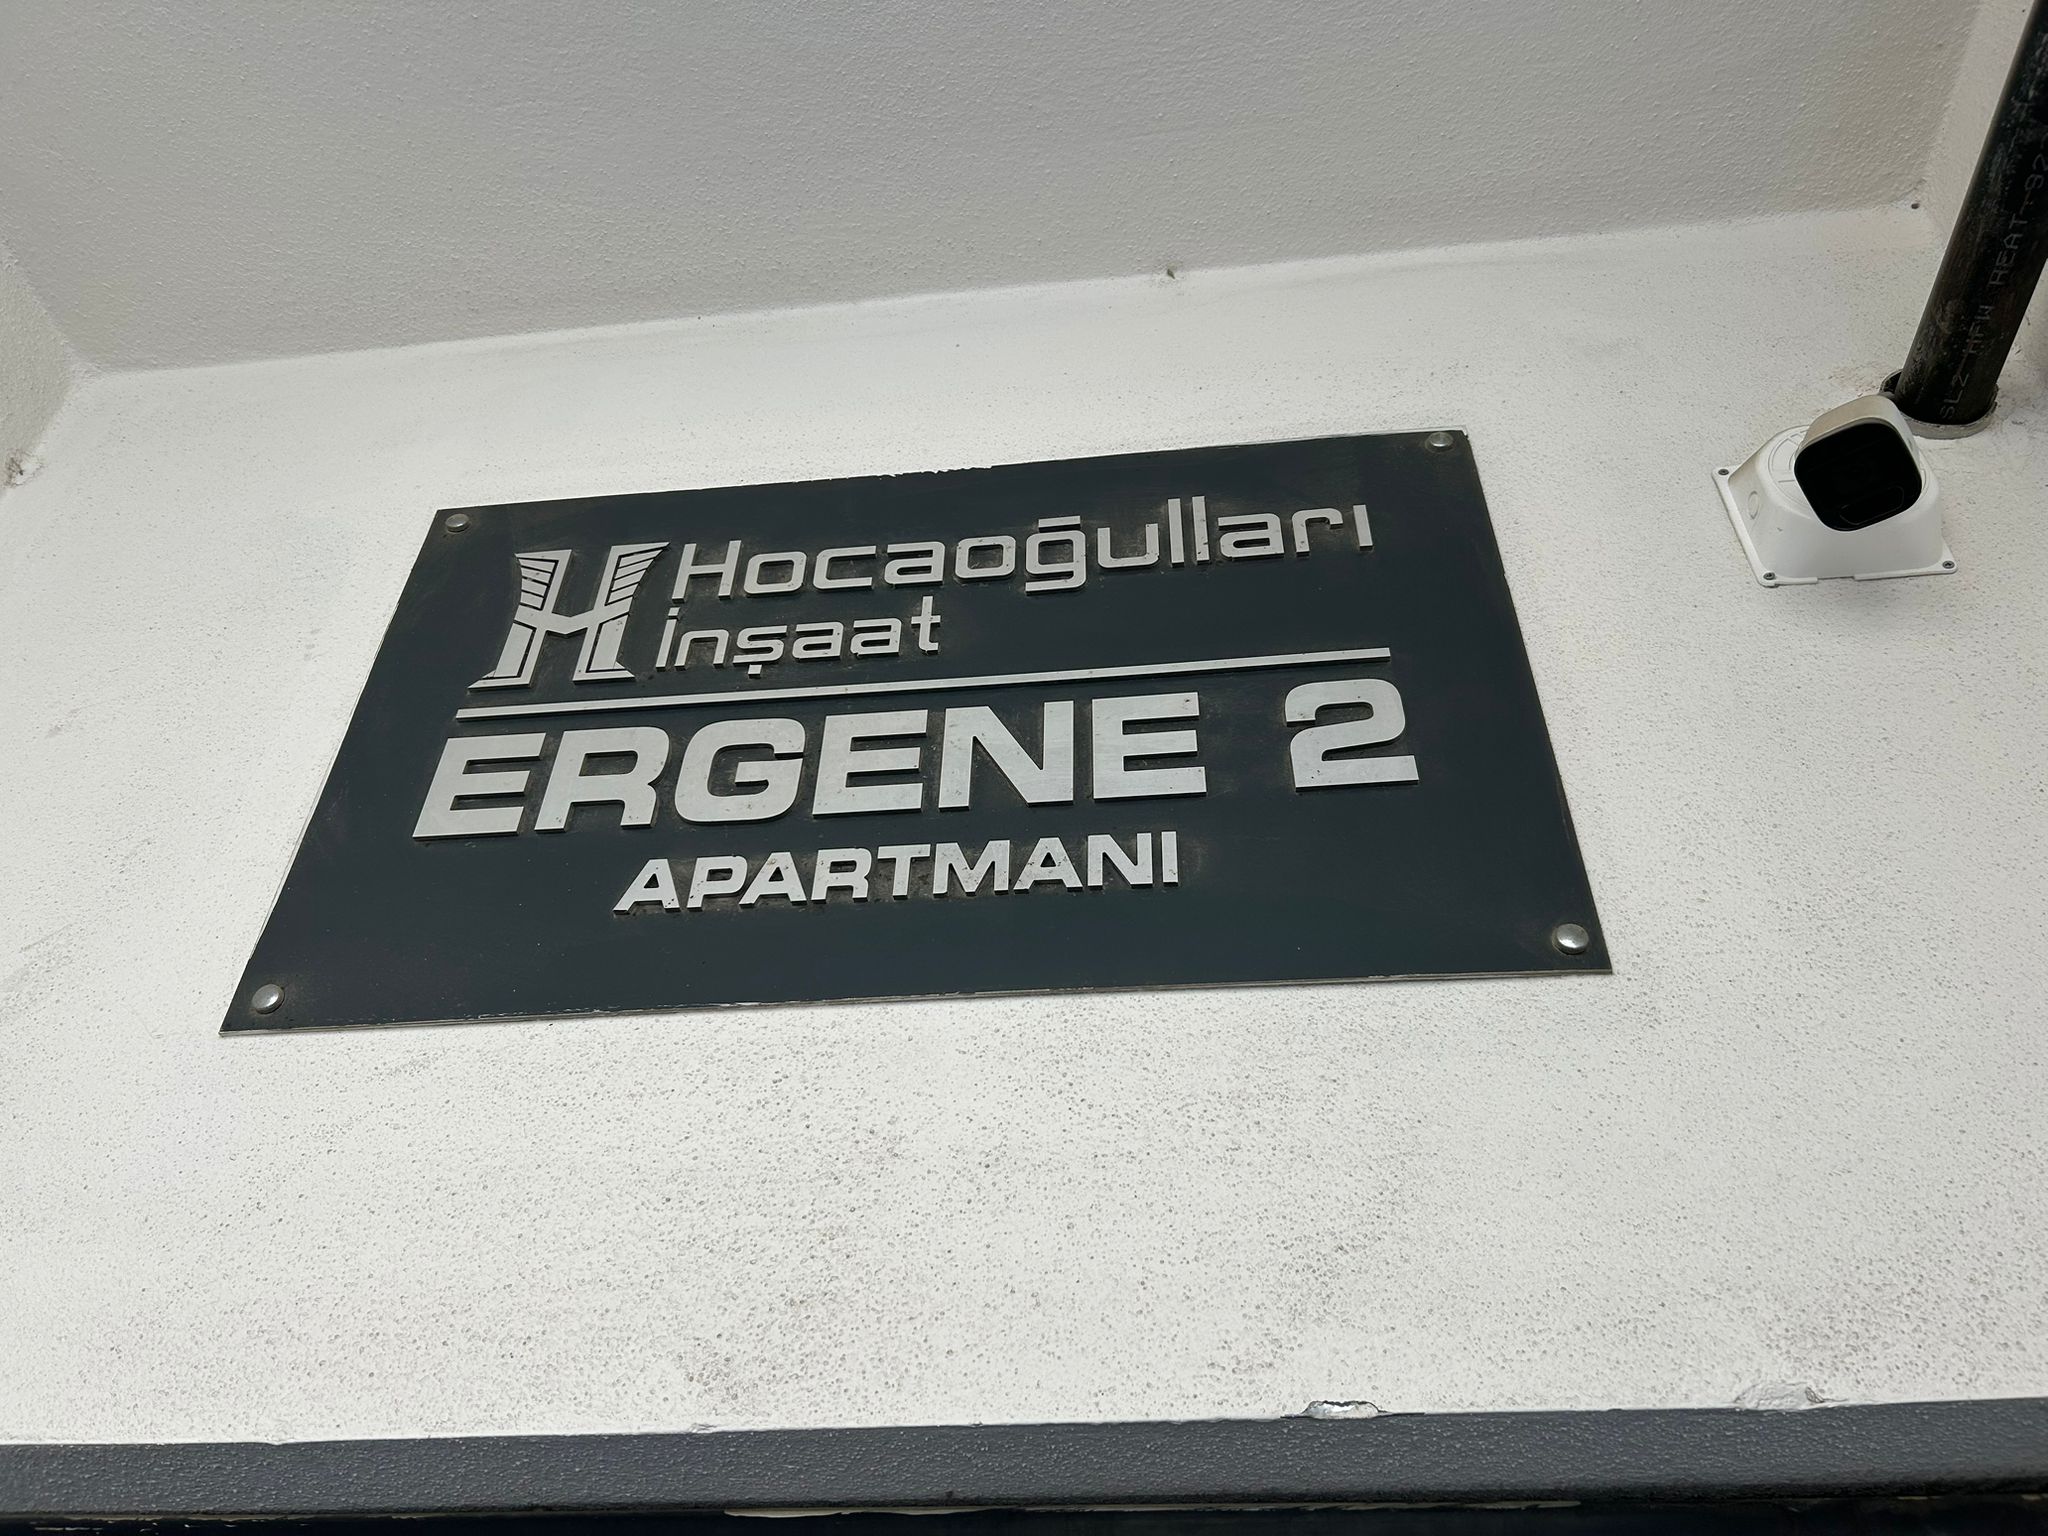 Hocaoğulları
inşaat
ERGENE 2
APARTMANI